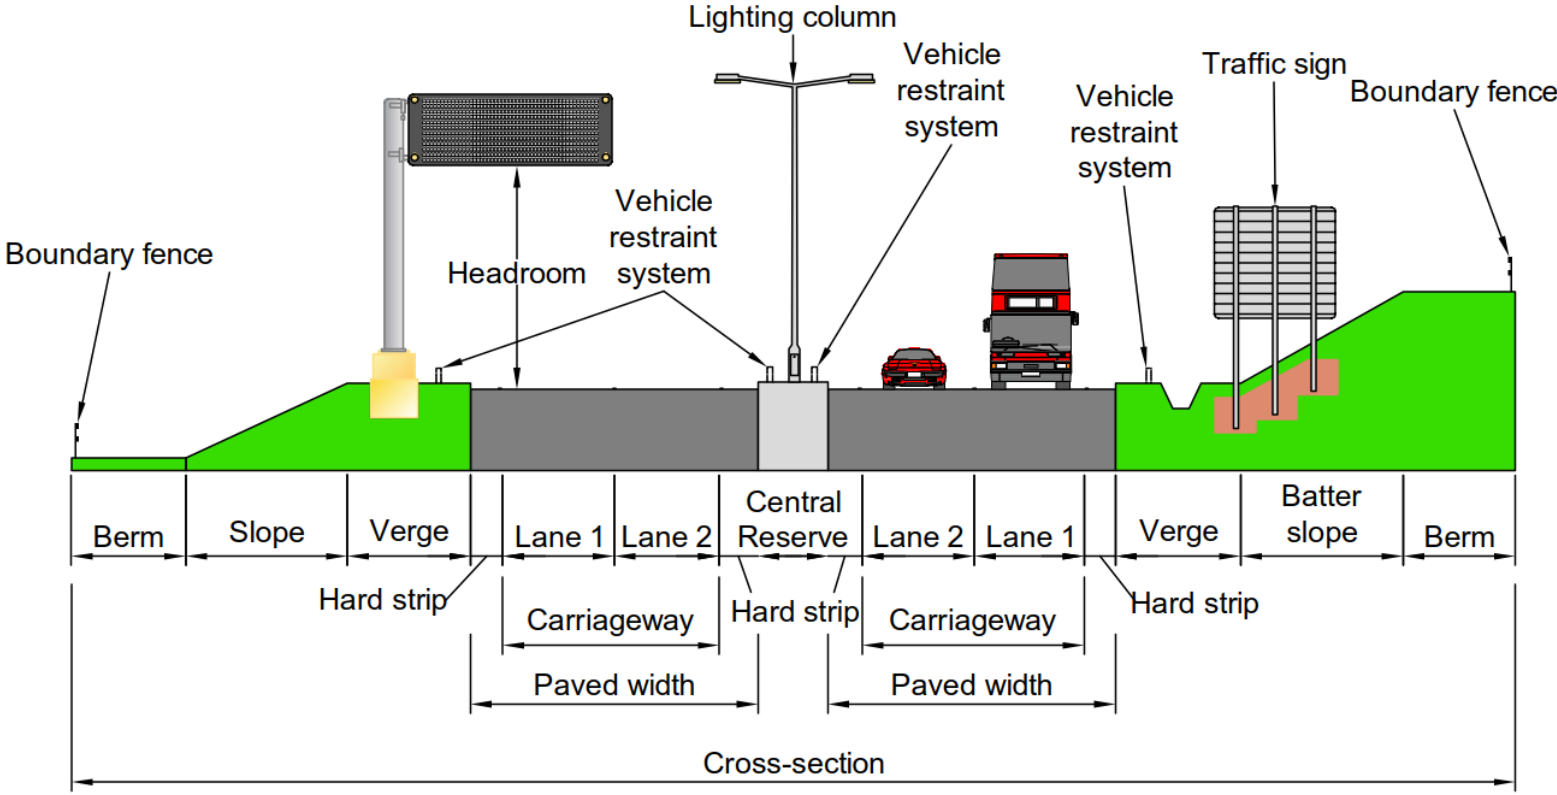 Lighting column
Vehicle
restraint
system
Traffic sign
Boundary fence
Vehicle
restraint
system
Vehicle
restraint
system
Boundary fence
Headroom
Berm
Slope
Verge
Lane 1
Lane 2
Central
Reserve
Lane 2
Lane 1
Verge
Batter
slope
Berm
Hard strip
Hard strip
Hard strip
Carriageway
Carriageway
Paved width
Paved width
Cross-section